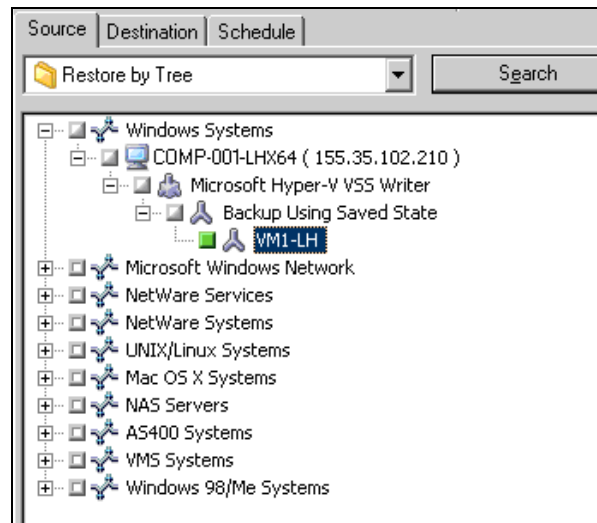 Source Destination Schedule
Restore by Tree Search
Windows Systems
COMP-001-LHX64 ( 155.35.102.210 )
Microsoft Hyper-V VSS Writer
Backup Using Saved State
VM1-LH
Microsoft Windows Network
NetWare Services
NetWare Systems
UNIX/Linux Systems
Mac OS X Systems
NAS Servers
AS400 Systems
VMS Systems
Windows 98/Me Systems